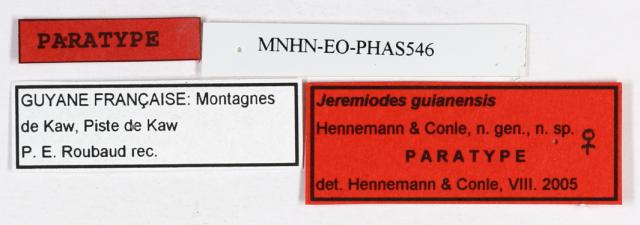 PARATYPE
MNHN-EO-PHAS546
GUYANE FRANÇAISE: Montagnes
de Kaw, Piste de Kaw
P. E. Roubaud rec.
Jeremiodes guianensis
Hennemann & Conle, n. gen., n. sp. ♀
PARATYPE
det. Hennemann & Conle, VIII. 2005